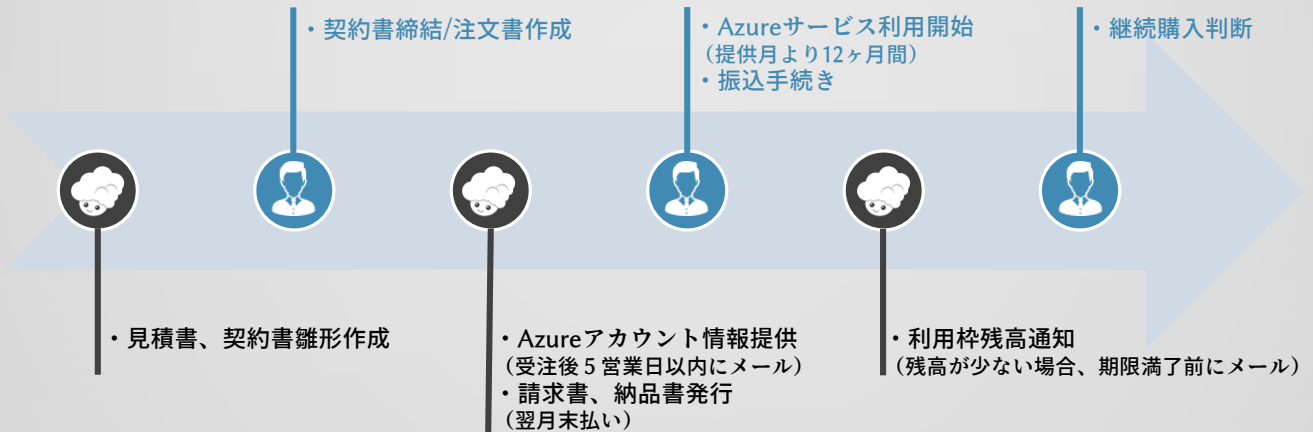 ・契約書締結/注文書作成
・Azureサービス利用開始
（提供月より12ヶ月間）
・振込手続き
・継続購入判断
・見積書、契約書雛形作成
・Azureアカウント情報提供
（受注後５営業日以内にメール）
・請求書、納品書発行
（翌月末払い）
・利用枠残高通知
（残高が少ない場合、期限満了前にメール）